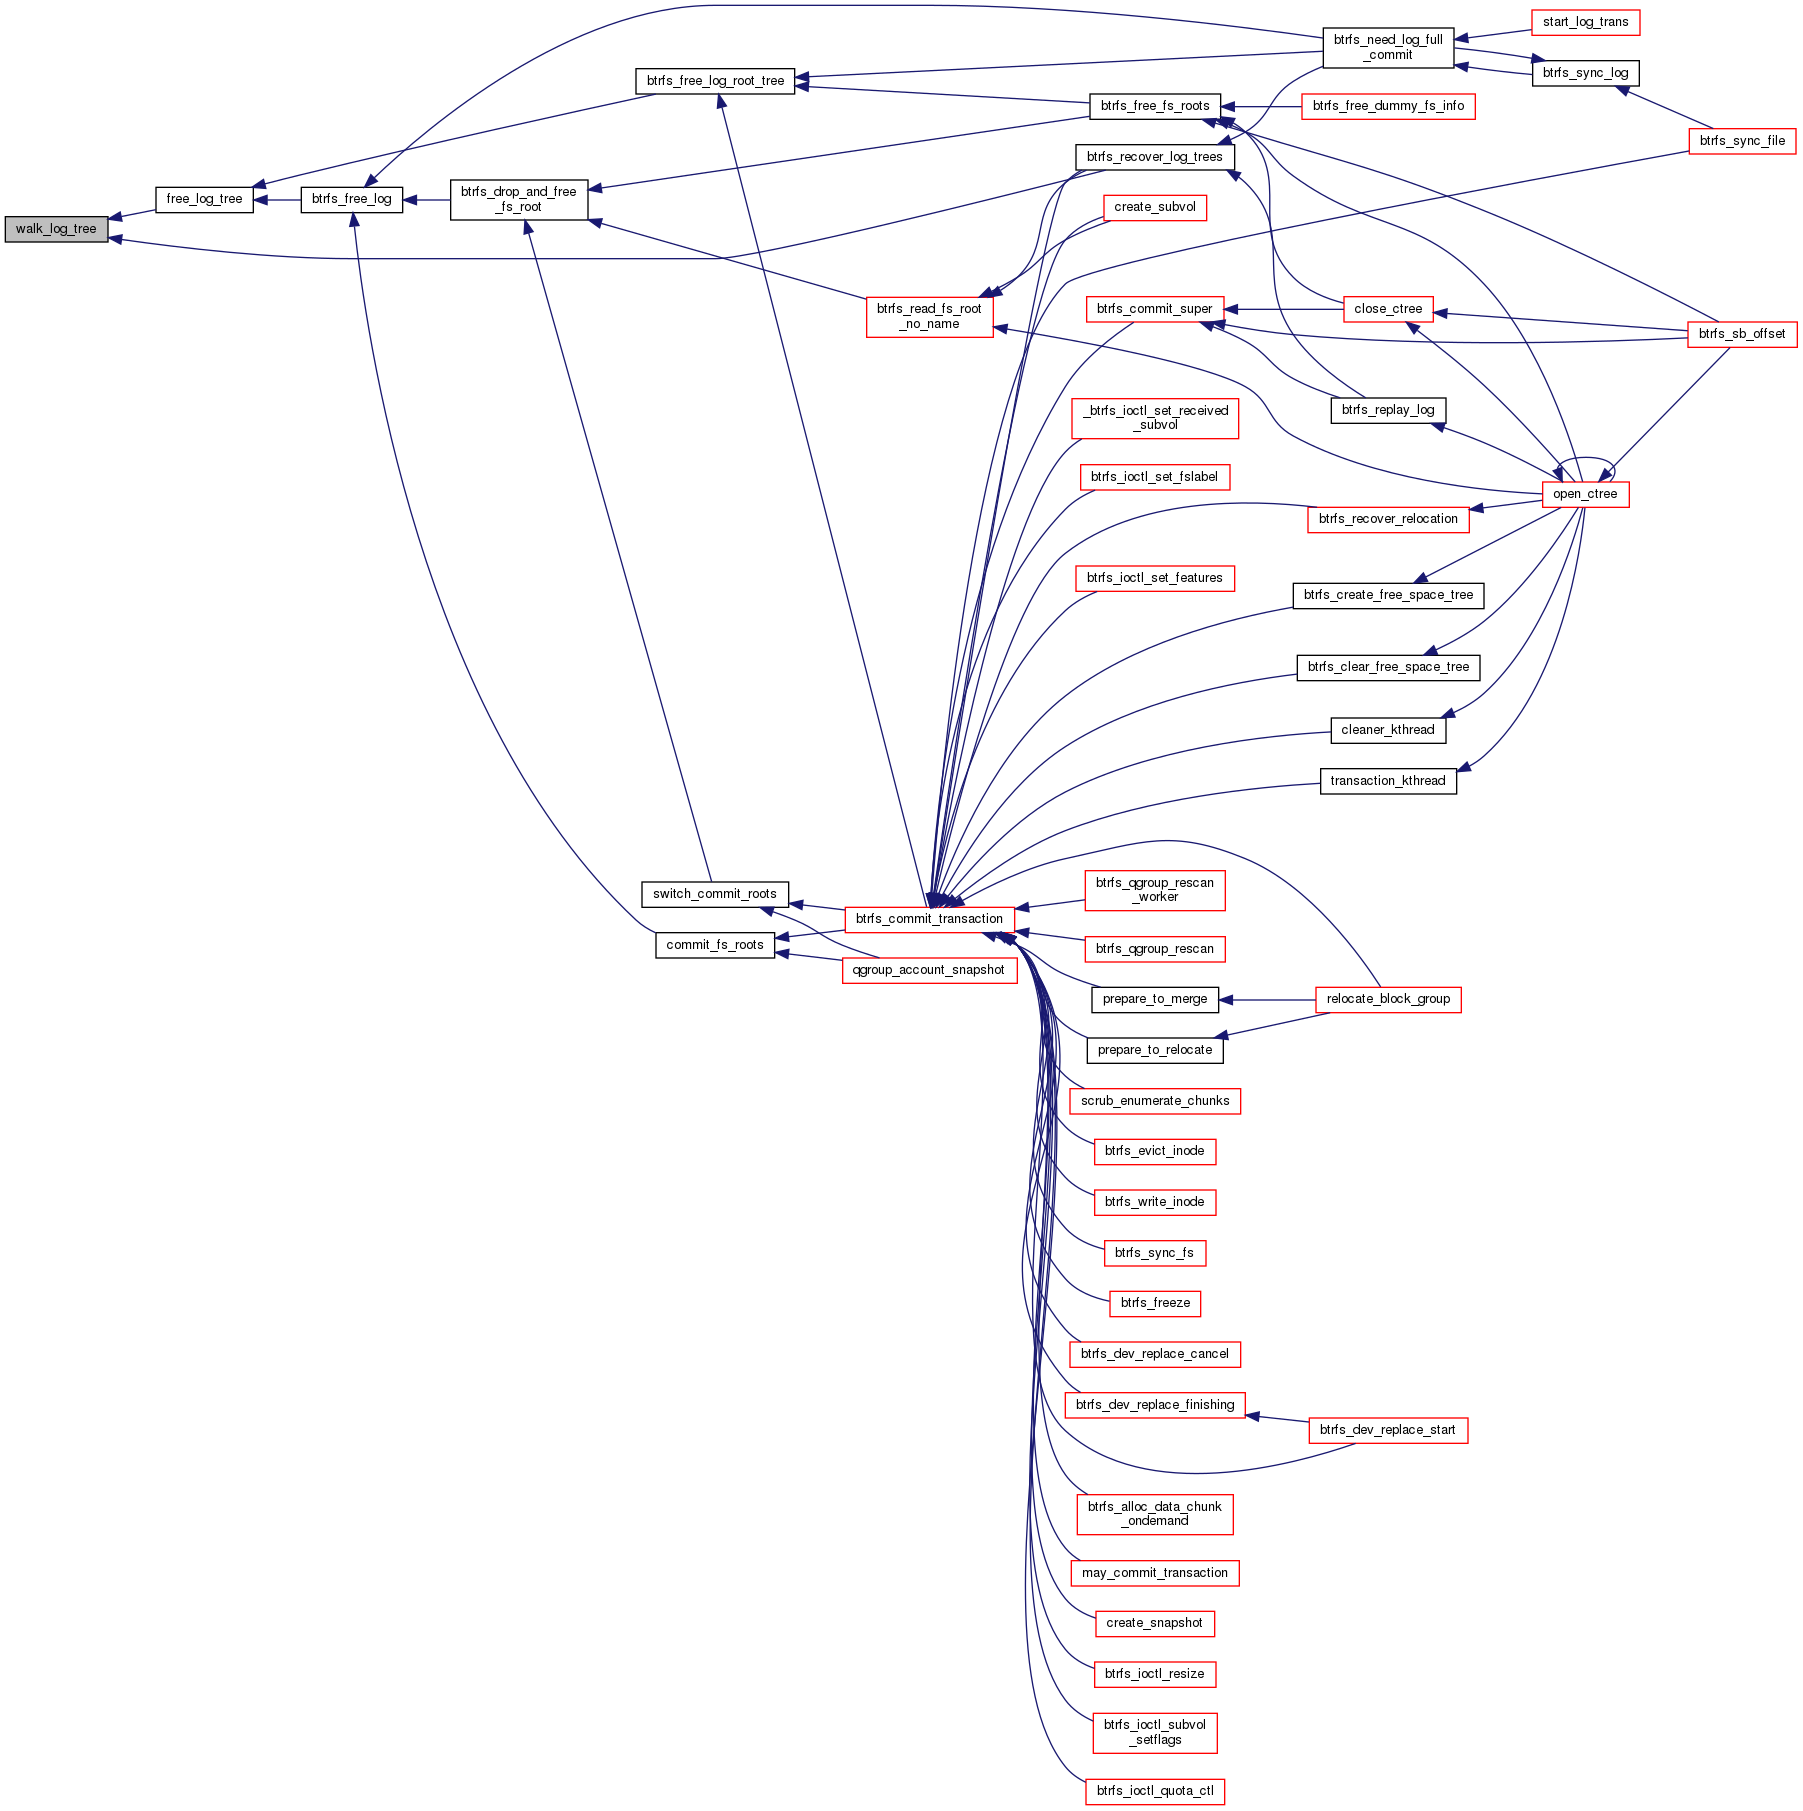 walk_log_tree
free_log_tree
btrfs_free_log
btrfs_free_log_root_tree
btrfs_drop_and_free
_fs_root
switch_commit_roots
commit_fs_roots
btrfs_read_fs_root
_no_name
btrfs_commit_transaction
qgroup_account_snapshot
btrfs_free_fs_roots
btrfs_recover_log_trees
create_subvol
btrfs_commit_super
_btrfs_ioctl_set_received
_subvol
btrfs_ioctl_set_fslabel
btrfs_ioctl_set_features
btrfs_qgroup_rescan
_worker
btrfs_qgroup_rescan
prepare_to_merge
prepare_to_relocate
scrub_enumerate_chunks
btrfs_evict_inode
btrfs_write_inode
btrfs_sync_fs
btrfs_freeze
btrfs_dev_replace_cancel
btrfs_dev_replace_finishing
btrfs_alloc_data_chunk
_ondemand
may_commit_transaction
create_snapshot
btrfs_ioctl_resize
btrfs_ioctl_subvol
_setflags
btrfs_ioctl_quota_ctl
btrfs_need_log_full
_commit
btrfs_free_dummy_fs_info
close_ctree
btrfs_replay_log
btrfs_recover_relocation
btrfs_create_free_space_tree
btrfs_clear_free_space_tree
cleaner_kthread
transaction_kthread
relocate_block_group
btrfs_dev_replace_start
start_log_trans
btrfs_sync_log
open_ctree
btrfs_sync_file
btrfs_sb_offset